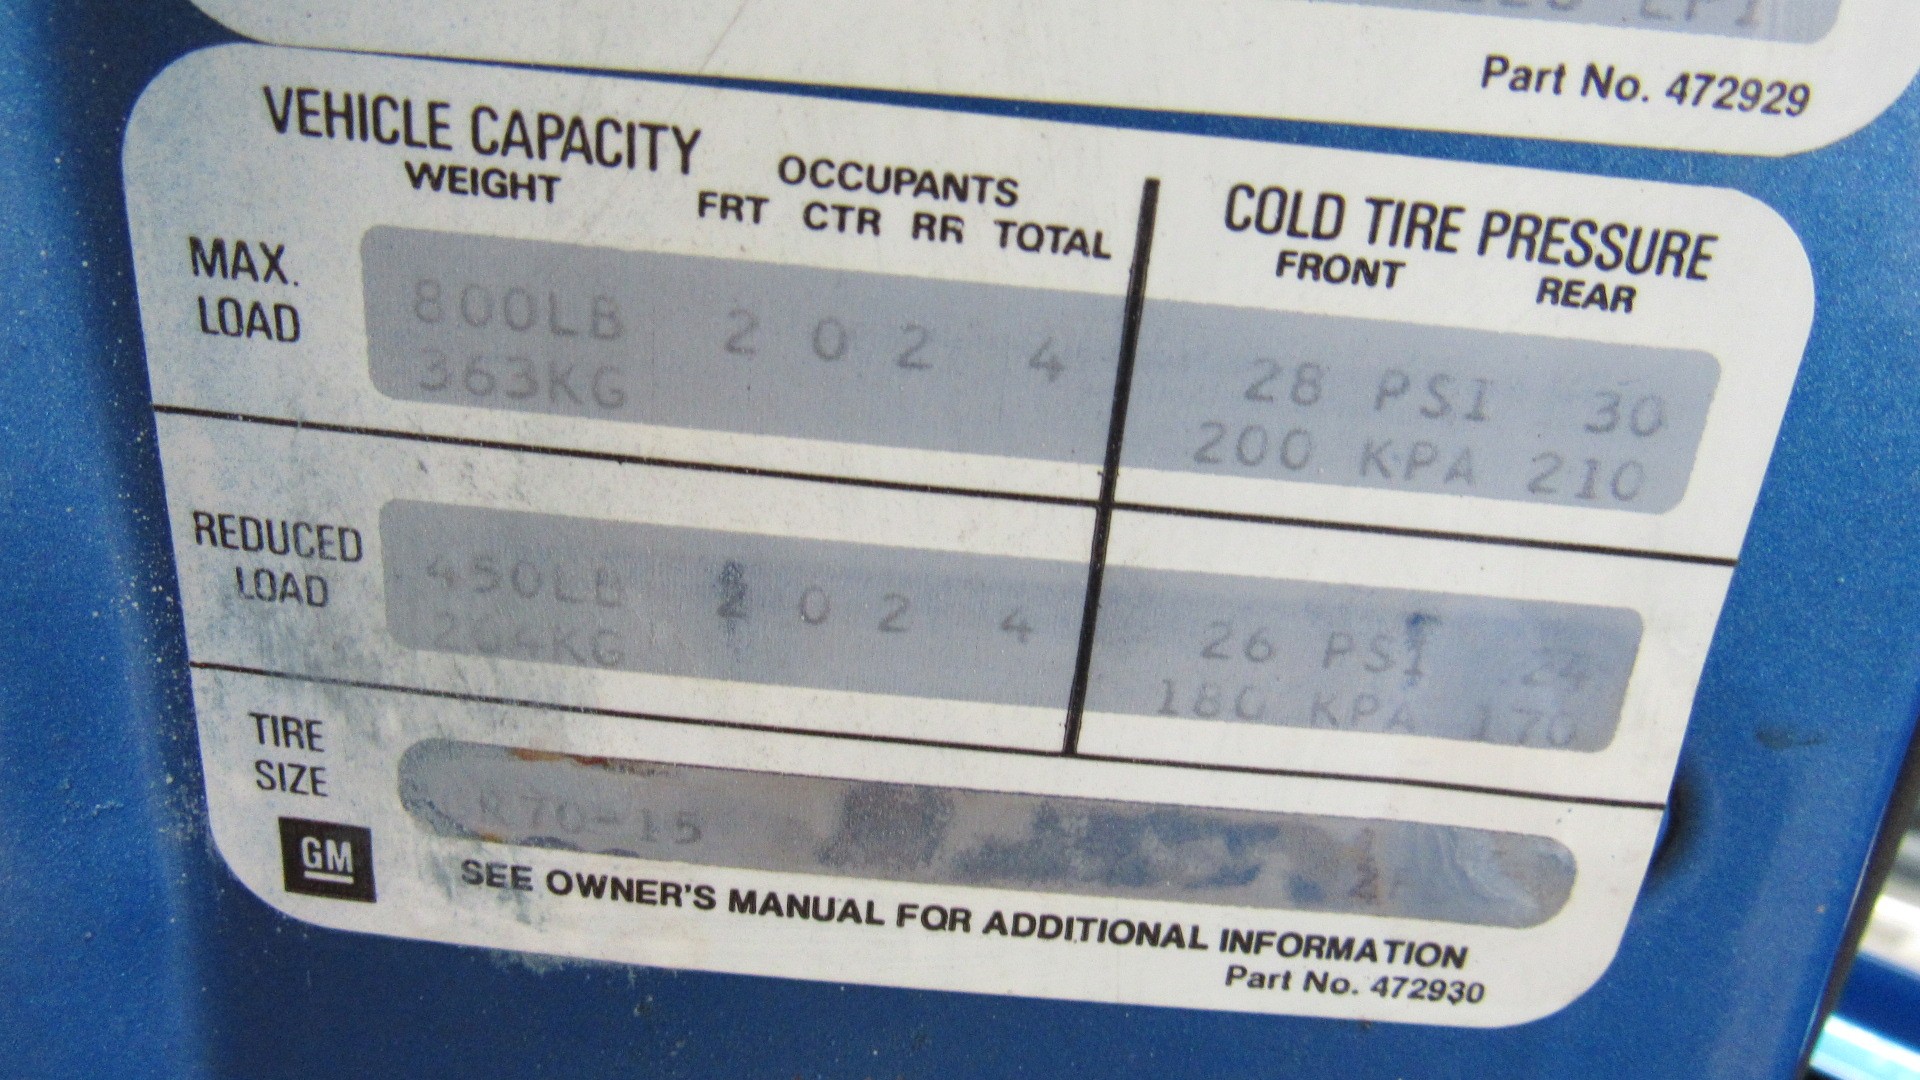 Part No. 472929
VEHICLE CAPACITY
WEIGHT
OCCUPANTS
FRT CTR RR TOTAL
COLD TIRE PRESSURE
FRONT REAR
MAX. LOAD
800LB 2 0 2 4 28 PSI 30
363KG 200 KPA 210
REDUCED LOAD
450LB 2 0 2 4 26 PSI 24
204KG 180 KPA 170
TIRE SIZE
R70-15
GM
SEE OWNER'S MANUAL FOR ADDITIONAL INFORMATION
Part No. 472930